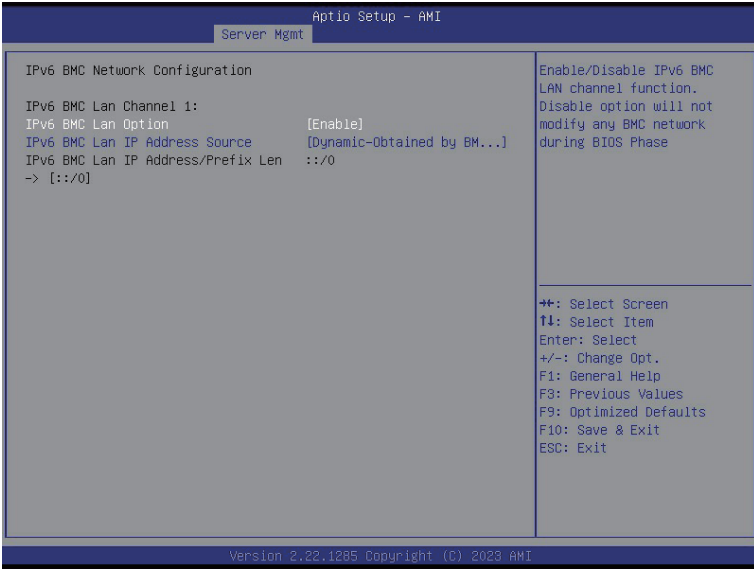 Aptio Setup – AMI
Server Mgmt
IPv6 BMC Network Configuration
IPv6 BMC Lan Channel 1:
IPv6 BMC Lan Option [Enable]
IPv6 BMC Lan IP Address Source [Dynamic-Obtained by BM...]
IPv6 BMC Lan IP Address/Prefix Len ::/0
-> [::/0]
Enable/Disable IPv6 BMC
LAN channel function.
Disable option will not
modify any BMC network
during BIOS Phase
→←: Select Screen
↑↓: Select Item
Enter: Select
+/-: Change Opt.
F1: General Help
F3: Previous Values
F9: Optimized Defaults
F10: Save & Exit
ESC: Exit
Version 2.22.1285 Copyright (C) 2023 AMI